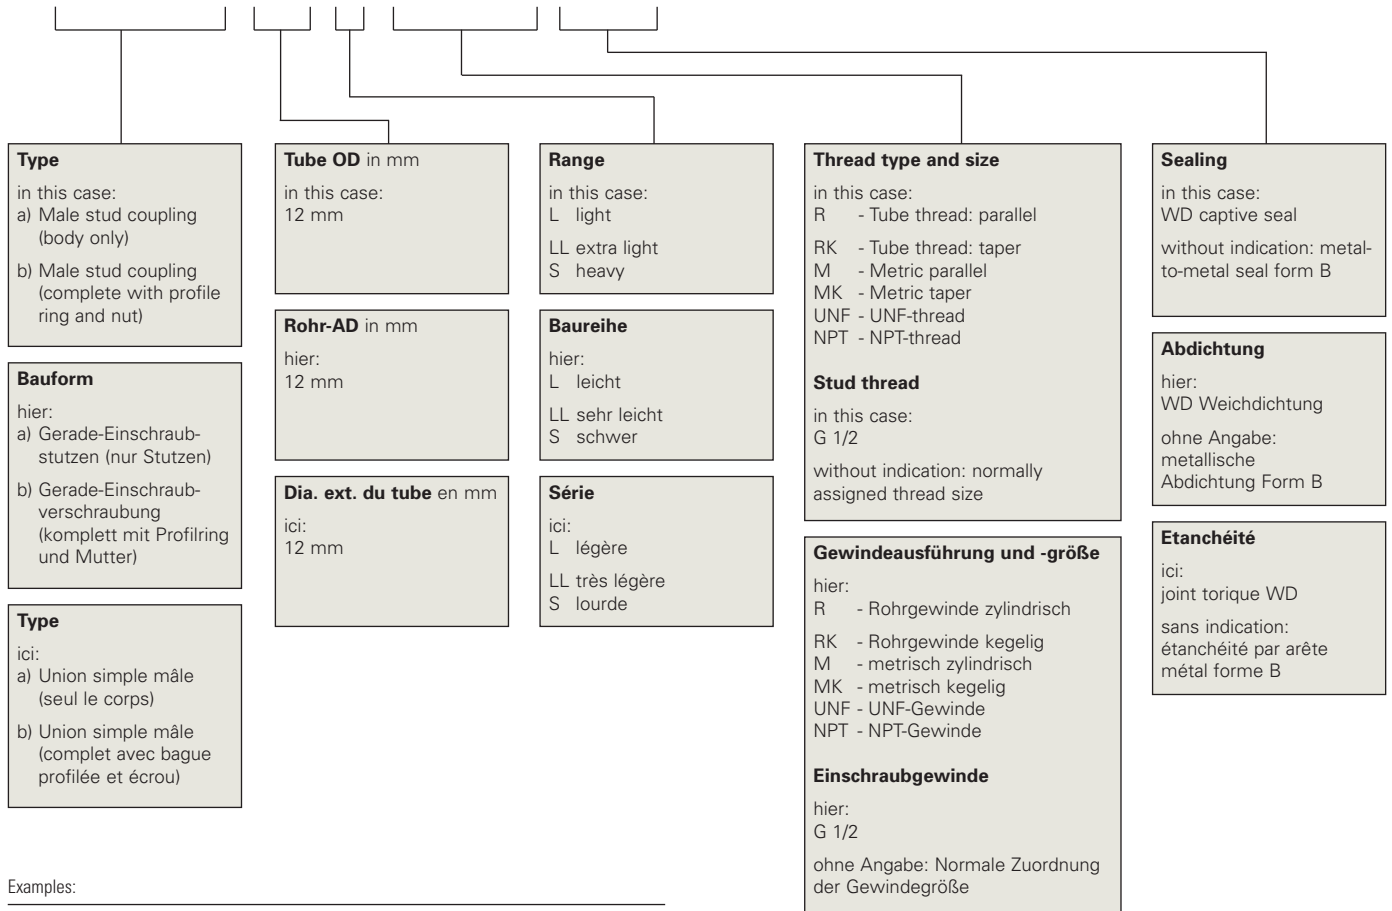 Type
in this case:
a) Male stud coupling
(body only)
b) Male stud coupling
(complete with profile
ring and nut)
Bauform
hier:
a) Gerade-Einschraub-
stutzen (nur Stutzen)
b) Gerade-Einschraub-
verschraubung
(komplett mit Profilring
und Mutter)
Type
ici:
a) Union simple mâle
(seul le corps)
b) Union simple mâle
(complet avec bague
profilée et écrou)
Tube OD in mm
in this case:
12 mm
Rohr-AD in mm
hier:
12 mm
Dia. ext. du tube en mm
ici:
12 mm
Range
in this case:
L light
LL extra light
S heavy
Baureihe
hier:
L leicht
LL sehr leicht
S schwer
Série
ici:
L légère
LL très légère
S lourde
Thread type and size
in this case:
R - Tube thread: parallel
RK - Tube thread: taper
M - Metric parallel
MK - Metric taper
UNF - UNF-thread
NPT - NPT-thread
Stud thread
in this case:
G 1/2
without indication: normally
assigned thread size
Gewindeausführung und -größe
hier:
R - Rohrgewinde zylindrisch
RK - Rohrgewinde kegelig
M - metrisch zylindrisch
MK - metrisch kegelig
UNF - UNF-Gewinde
NPT - NPT-Gewinde
Einschraubgewinde
hier:
G 1/2
ohne Angabe: Normale Zuordnung
der Gewindegröße
Sealing
in this case:
WD captive seal
without indication: metal-
to-metal seal form B
Abdichtung
hier:
WD Weichdichtung
ohne Angabe:
metallische
Abdichtung Form B
Etanchéité
ici:
joint torique WD
sans indication:
étanchéité par arête
métal forme B
Examples: